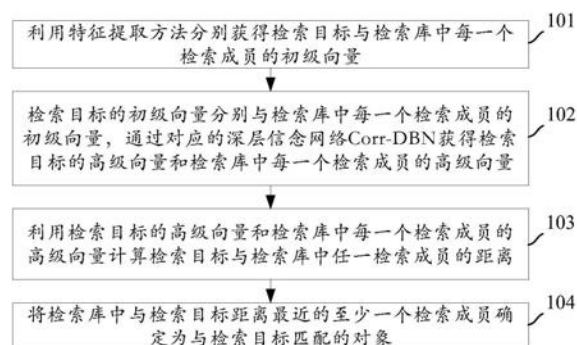 利用特征提取方法分别获得检索目标与检索库中每一个
检索成员的初级向量
101
检索目标的初级向量分别与检索库中每一个检索成员的
初级向量，通过对应的深层信念网络Corr-DBN获得检索
目标的高级向量和检索库中每一个检索成员的高级向量
102
利用检索目标的高级向量和检索库中每一个检索成员的
高级向量计算检索目标与检索库中任一检索成员的距离
103
将检索库中与检索目标距离最近的至少一个检索成员确
定为与检索目标匹配的对象
104